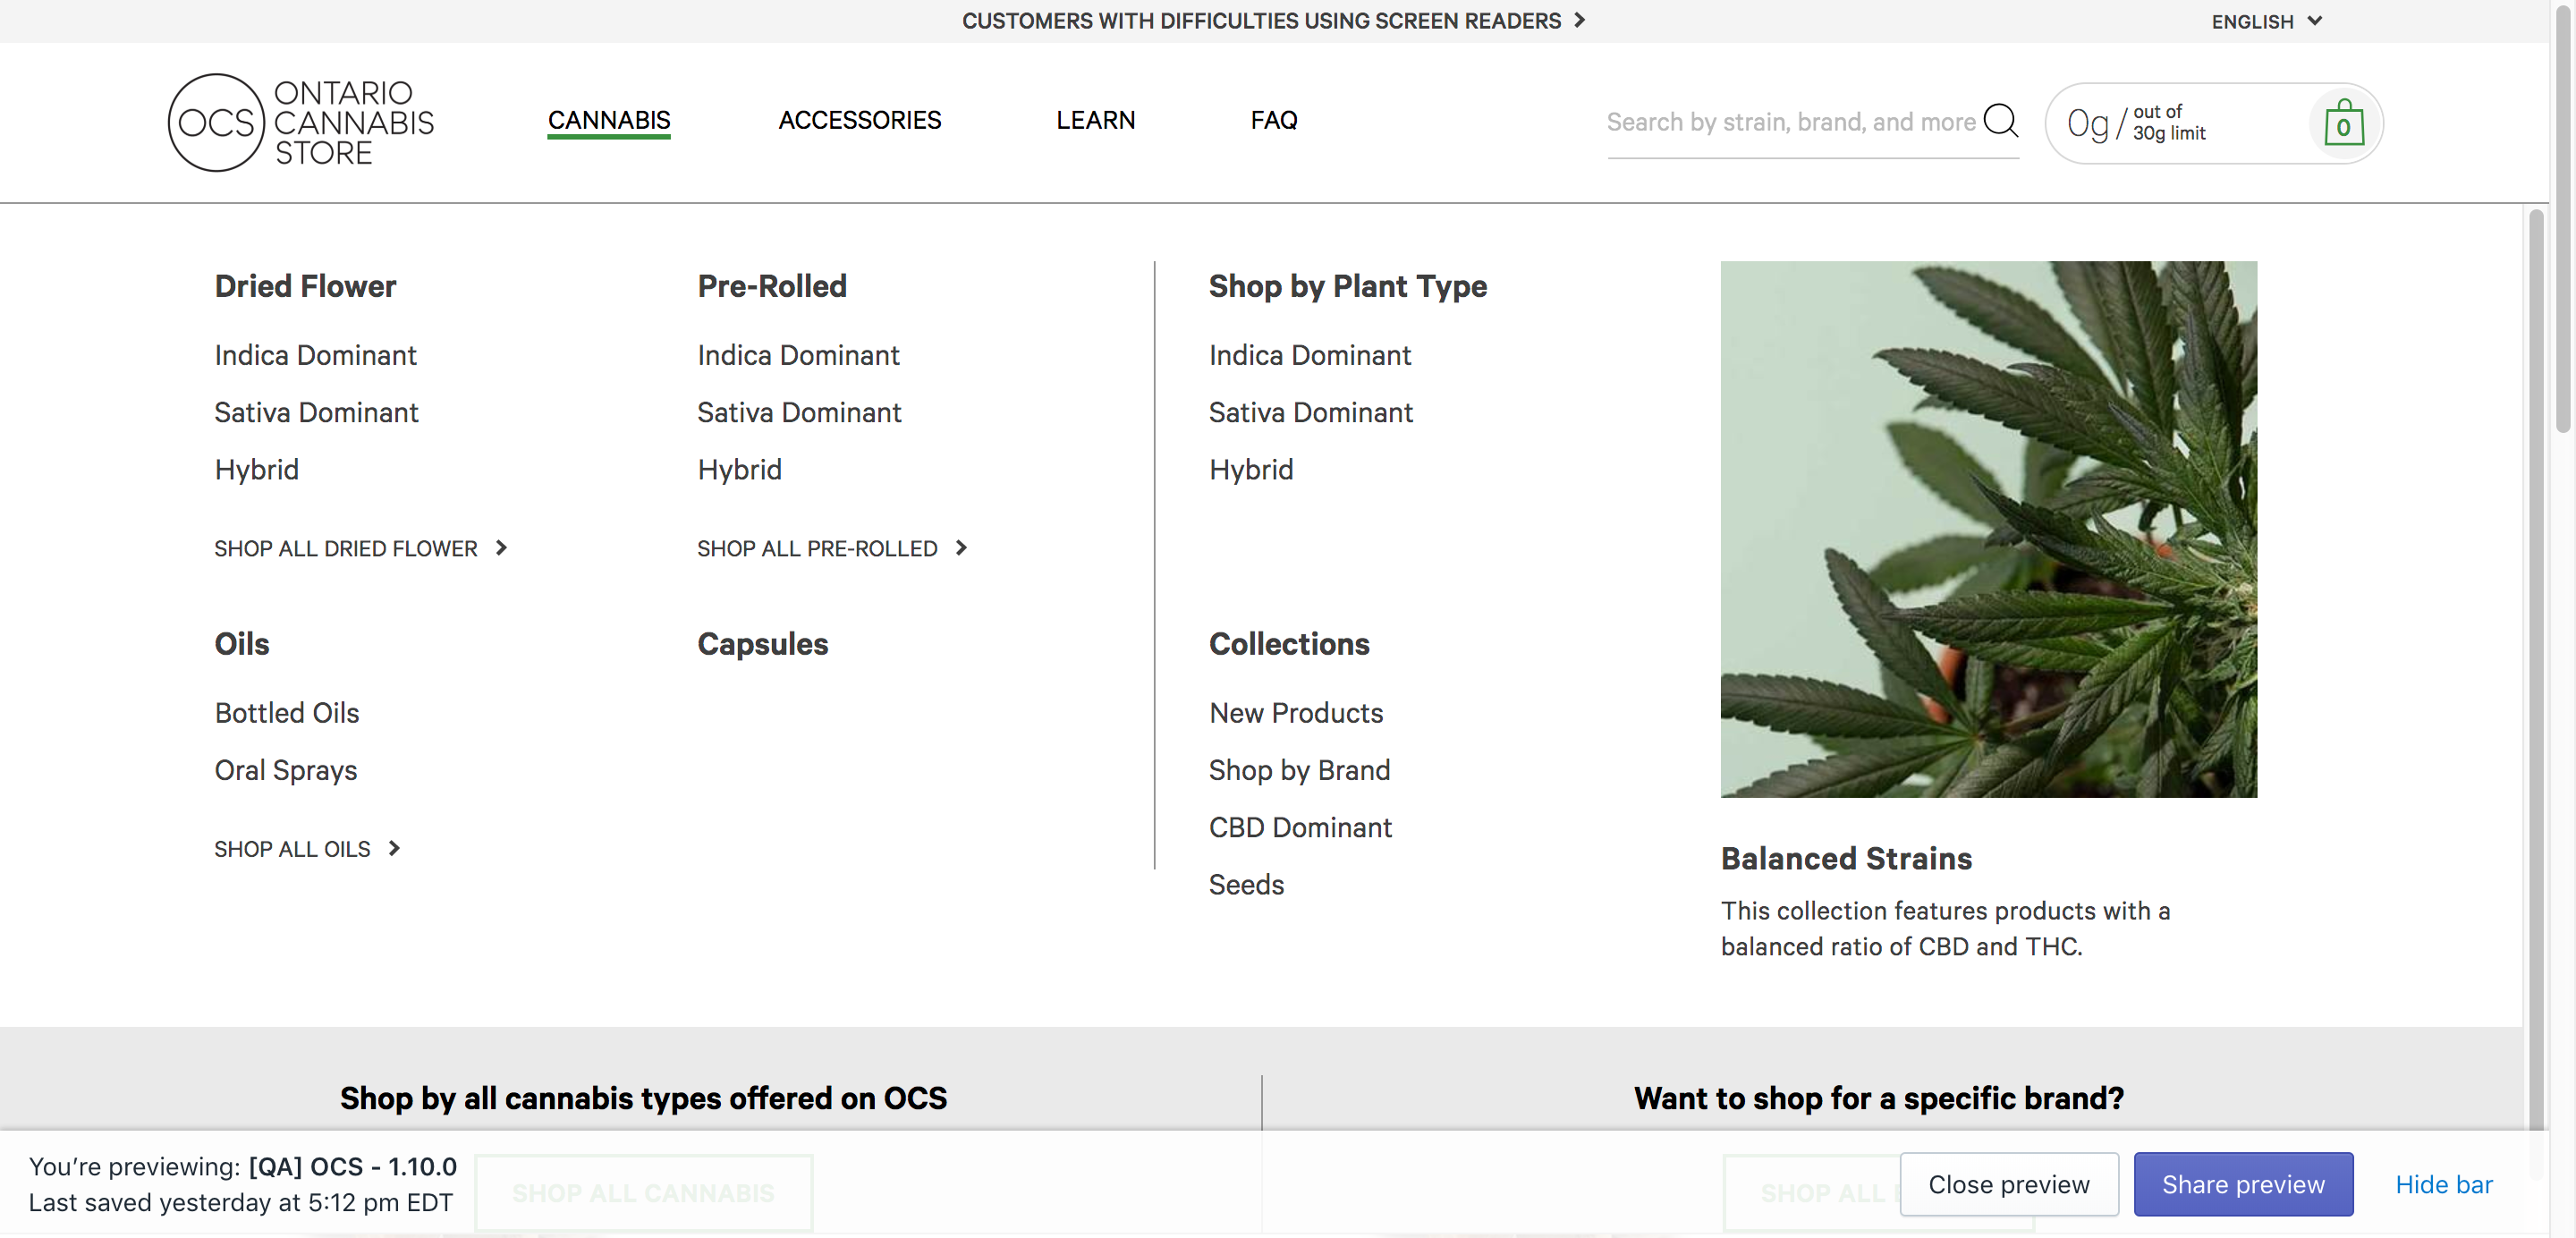 CUSTOMERS WITH DIFFICULTIES USING SCREEN READERS
ENGLISH
OCS
ONTARIO
CANNABIS
STORE
CANNABIS
ACCESSORIES
LEARN
FAQ
Search by strain, brand, and more
0g / out of
30g limit
0
Dried Flower
Indica Dominant
Sativa Dominant
Hybrid
SHOP ALL DRIED FLOWER
Pre-Rolled
Indica Dominant
Sativa Dominant
Hybrid
SHOP ALL PRE-ROLLED
Oils
Bottled Oils
Oral Sprays
SHOP ALL OILS
Capsules
Shop by Plant Type
Indica Dominant
Sativa Dominant
Hybrid
Collections
New Products
Shop by Brand
CBD Dominant
Seeds
Balanced Strains
This collection features products with a
balanced ratio of CBD and THC.
Shop by all cannabis types offered on OCS
Want to shop for a specific brand?
You’re previewing: [QA] OCS - 1.10.0
Last saved yesterday at 5:12 pm EDT
SHOP ALL CANNABIS
SHOP ALL
Close preview
Share preview
Hide bar